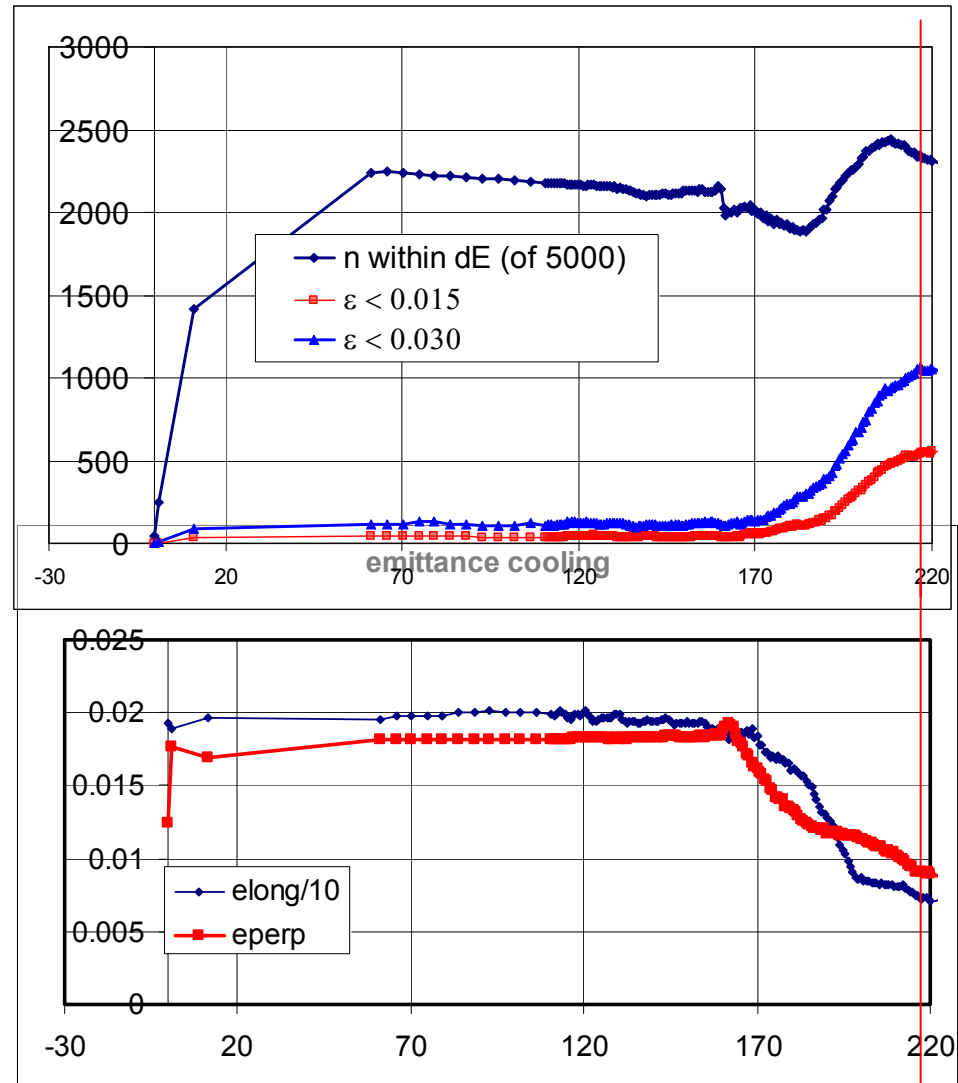 3000
2500
2000
1500
1000
500
0
n within dE (of 5000)
ε < 0.015
ε < 0.030
-30 20 70 120 170 220
emittance cooling
0.025
0.02
0.015
0.01
0.005
0
elong/10
eperp
-30 20 70 120 170 220